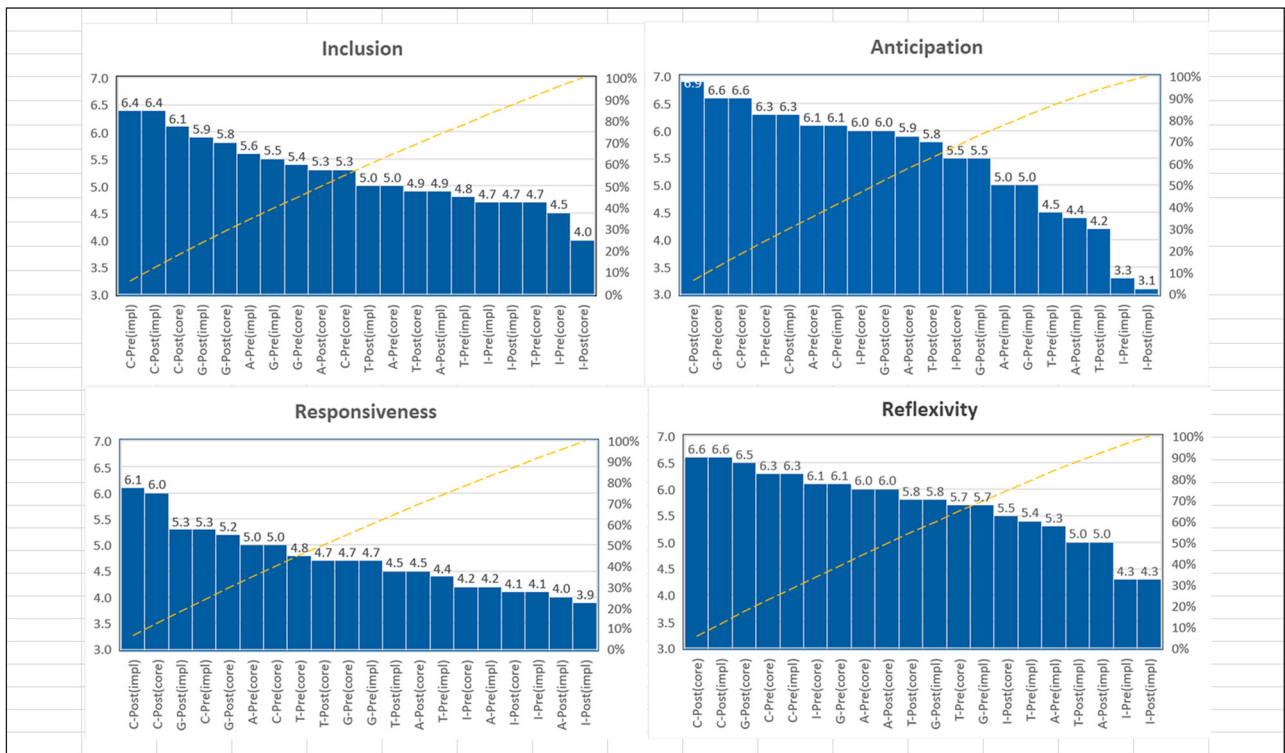 Inclusion
7.0
6.5
6.0
5.5
5.0
4.5
4.0
3.5
3.0
6.4 6.4 6.1 5.9 5.8 5.6 5.5 5.4 5.3 5.3 5.0 5.0 4.9 4.9 4.8 4.7 4.7 4.7 4.5 4.0
100%
90%
80%
70%
60%
50%
40%
30%
20%
10%
0%
C-Pre(impl)
C-Post(impl)
C-Post(core)
G-Post(impl)
G-Post(core)
A-Pre(impl)
G-Pre(impl)
G-Pre(core)
A-Post(core)
C-Pre(core)
T-Post(impl)
A-Pre(core)
T-Post(core)
A-Post(impl)
T-Pre(impl)
I-Pre(impl)
I-Post(impl)
T-Pre(core)
I-Pre(core)
I-Post(core)
Anticipation
7.0
6.5
6.0
5.5
5.0
4.5
4.0
3.5
3.0
6.9 6.6 6.6 6.3 6.3 6.1 6.1 6.0 6.0 5.9 5.8 5.5 5.5 5.0 5.0 4.5 4.4 4.2 3.3 3.1
100%
90%
80%
70%
60%
50%
40%
30%
20%
10%
0%
C-Post(core)
G-Pre(core)
C-Pre(core)
T-Pre(core)
C-Post(impl)
A-Pre(core)
C-Pre(impl)
I-Pre(core)
G-Post(core)
A-Post(core)
T-Post(core)
I-Post(core)
G-Post(impl)
A-Pre(impl)
G-Pre(impl)
T-Pre(impl)
A-Post(impl)
T-Post(impl)
I-Pre(impl)
I-Post(impl)
Responsiveness
7.0
6.5
6.0
5.5
5.0
4.5
4.0
3.5
3.0
6.1 6.0 5.3 5.3 5.2 5.0 5.0 4.8 4.7 4.7 4.7 4.5 4.5 4.4 4.2 4.2 4.1 4.1 4.0 3.9
100%
90%
80%
70%
60%
50%
40%
30%
20%
10%
0%
C-Post(impl)
C-Post(core)
G-Post(impl)
C-Pre(impl)
G-Post(core)
A-Pre(core)
C-Pre(core)
T-Pre(core)
T-Post(core)
G-Pre(core)
G-Pre(impl)
T-Post(impl)
A-Post(core)
T-Pre(impl)
I-Pre(core)
A-Pre(impl)
I-Post(core)
I-Pre(impl)
A-Post(impl)
I-Post(impl)
Reflexivity
7.0
6.5
6.0
5.5
5.0
4.5
4.0
3.5
3.0
6.6 6.6 6.5 6.3 6.3 6.1 6.1 6.0 6.0 5.8 5.8 5.7 5.7 5.5 5.4 5.3 5.0 5.0 4.3 4.3
100%
90%
80%
70%
60%
50%
40%
30%
20%
10%
0%
C-Post(core)
C-Post(impl)
G-Post(core)
C-Pre(core)
C-Pre(impl)
I-Pre(core)
G-Pre(core)
A-Pre(core)
A-Post(core)
T-Post(core)
G-Post(impl)
T-Pre(core)
G-Pre(impl)
I-Post(core)
T-Pre(impl)
A-Pre(impl)
T-Post(impl)
A-Post(impl)
I-Pre(impl)
I-Post(impl)